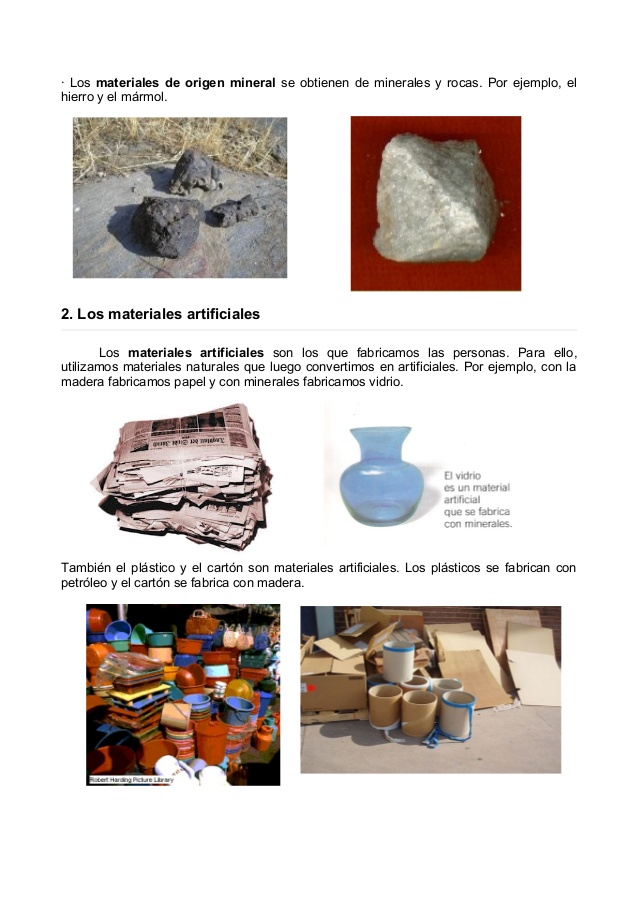 · Los materiales de origen mineral se obtienen de minerales y rocas. Por ejemplo, el
hierro y el mármol.
2. Los materiales artificiales
Los materiales artificiales son los que fabricamos las personas. Para ello,
utilizamos materiales naturales que luego convertimos en artificiales. Por ejemplo, con la
madera fabricamos papel y con minerales fabricamos vidrio.
El vidrio
es un material
artificial
que se fabrica
con minerales.
También el plástico y el cartón son materiales artificiales. Los plásticos se fabrican con
petróleo y el cartón se fabrica con madera.
Robert Harding Picture Library